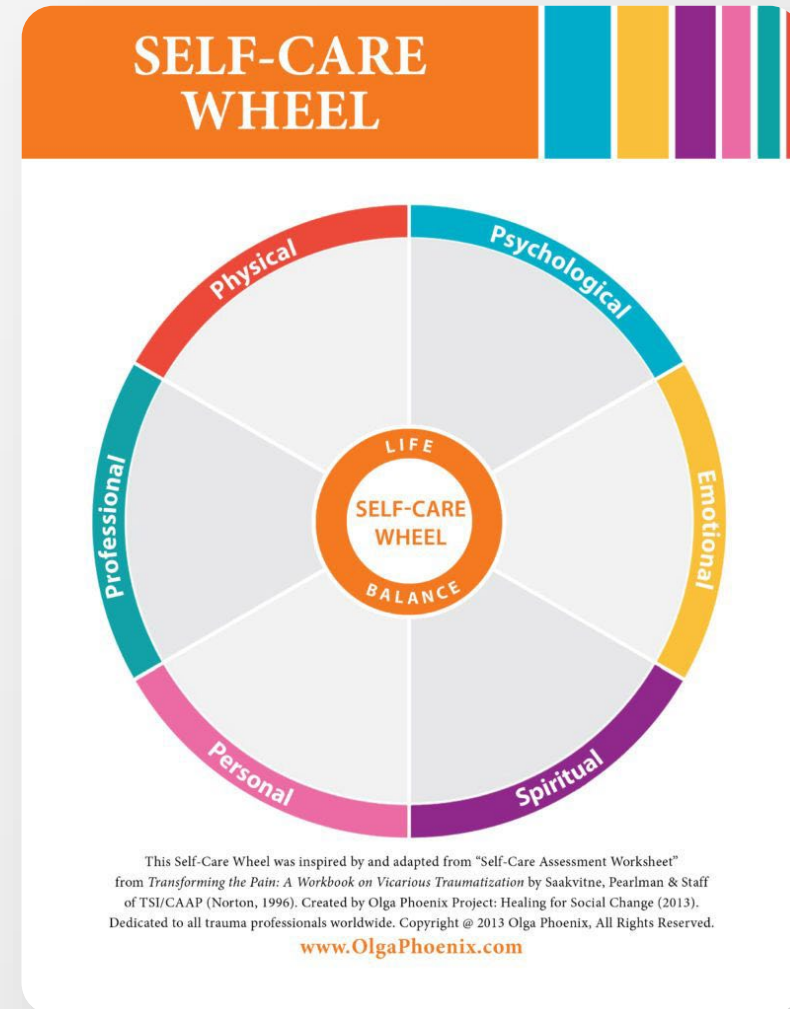 SELF-CARE
WHEEL
Physical
Psychological
Emotional
Spiritual
Personal
Professional
LIFE
SELF-CARE
WHEEL
BALANCE
This Self-Care Wheel was inspired by and adapted from “Self-Care Assessment Worksheet”
from Transforming the Pain: A Workbook on Vicarious Traumatization by Saakvitne, Pearlman & Staff
of TSI/CAAP (Norton, 1996). Created by Olga Phoenix Project: Healing for Social Change (2013).
Dedicated to all trauma professionals worldwide. Copyright @ 2013 Olga Phoenix, All Rights Reserved.
www.OlgaPhoenix.com